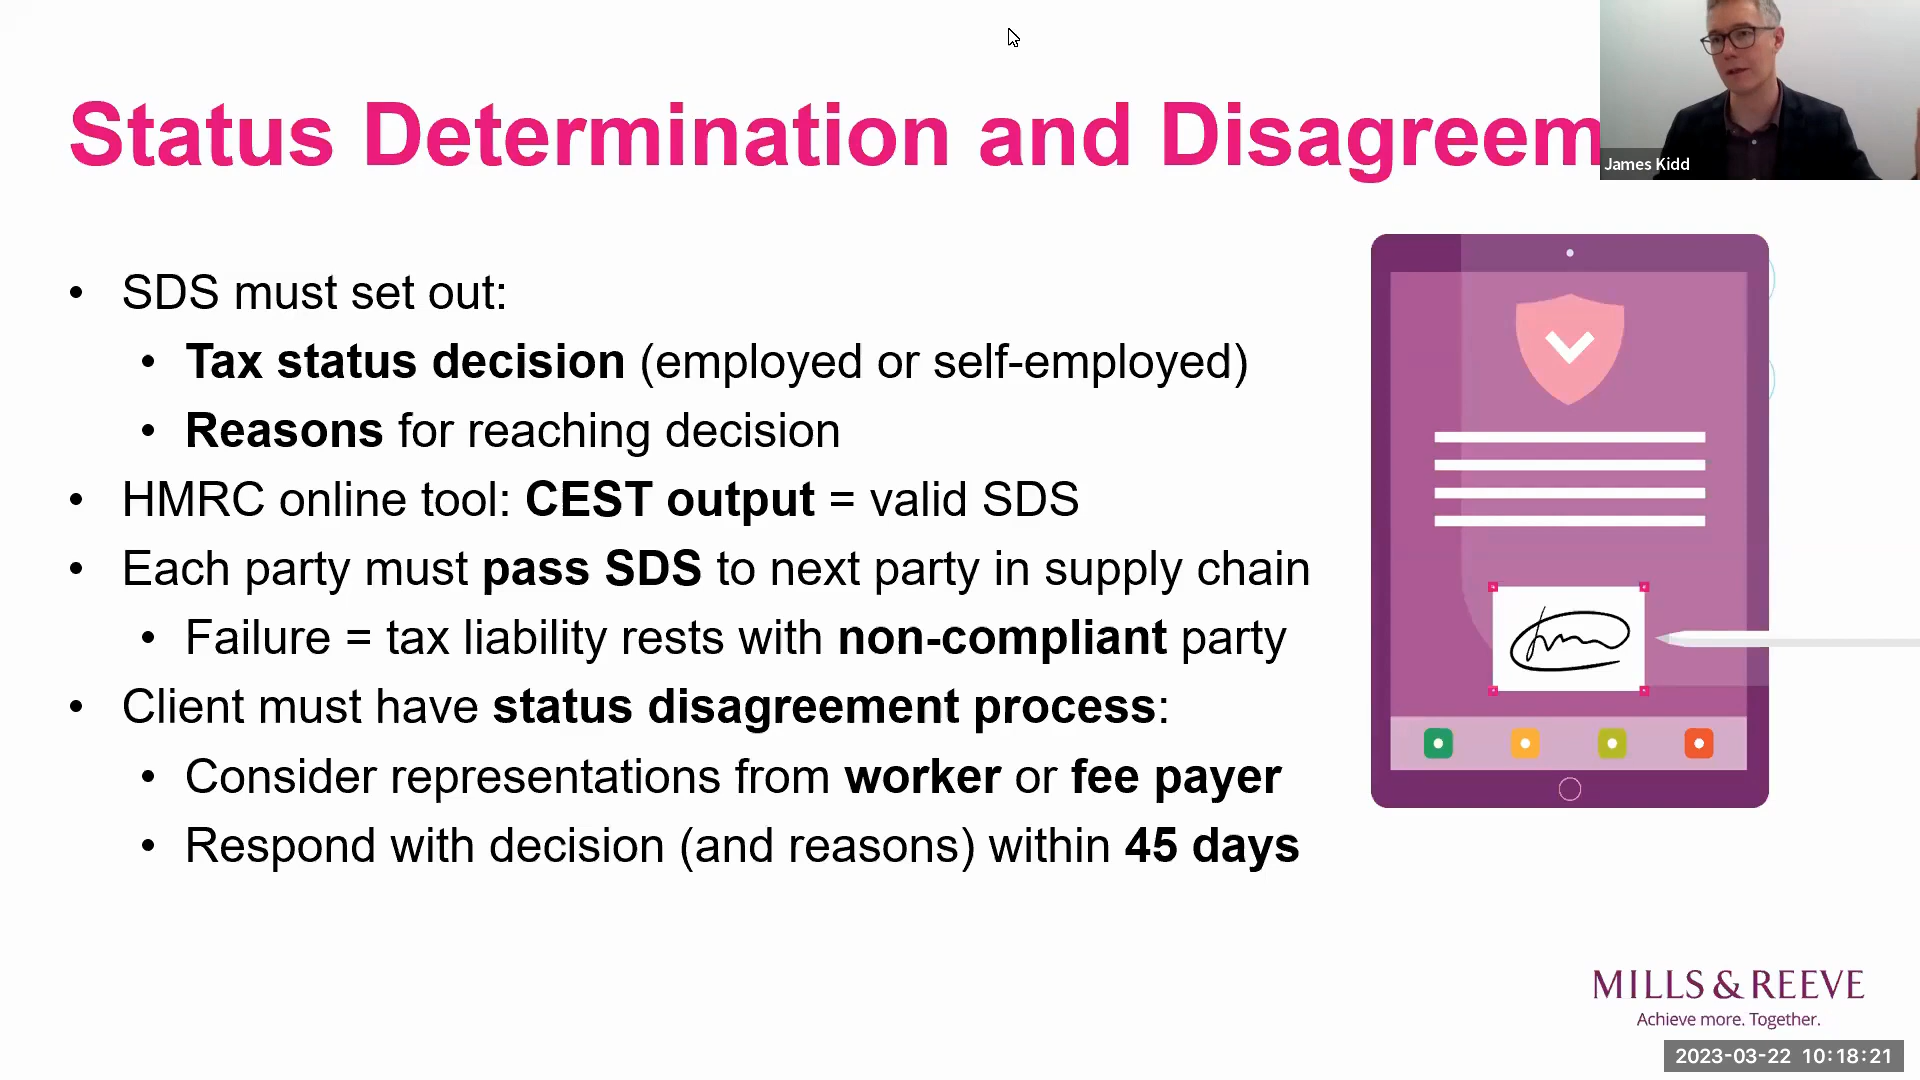 Status Determination and Disagreem
James Kidd
• SDS must set out:
• Tax status decision (employed or self-employed)
• Reasons for reaching decision
• HMRC online tool: CEST output = valid SDS
• Each party must pass SDS to next party in supply chain
• Failure = tax liability rests with non-compliant party
• Client must have status disagreement process:
• Consider representations from worker or fee payer
• Respond with decision (and reasons) within 45 days
MILLS & REEVE
Achieve more. Together.
2023-03-22 10:18:21